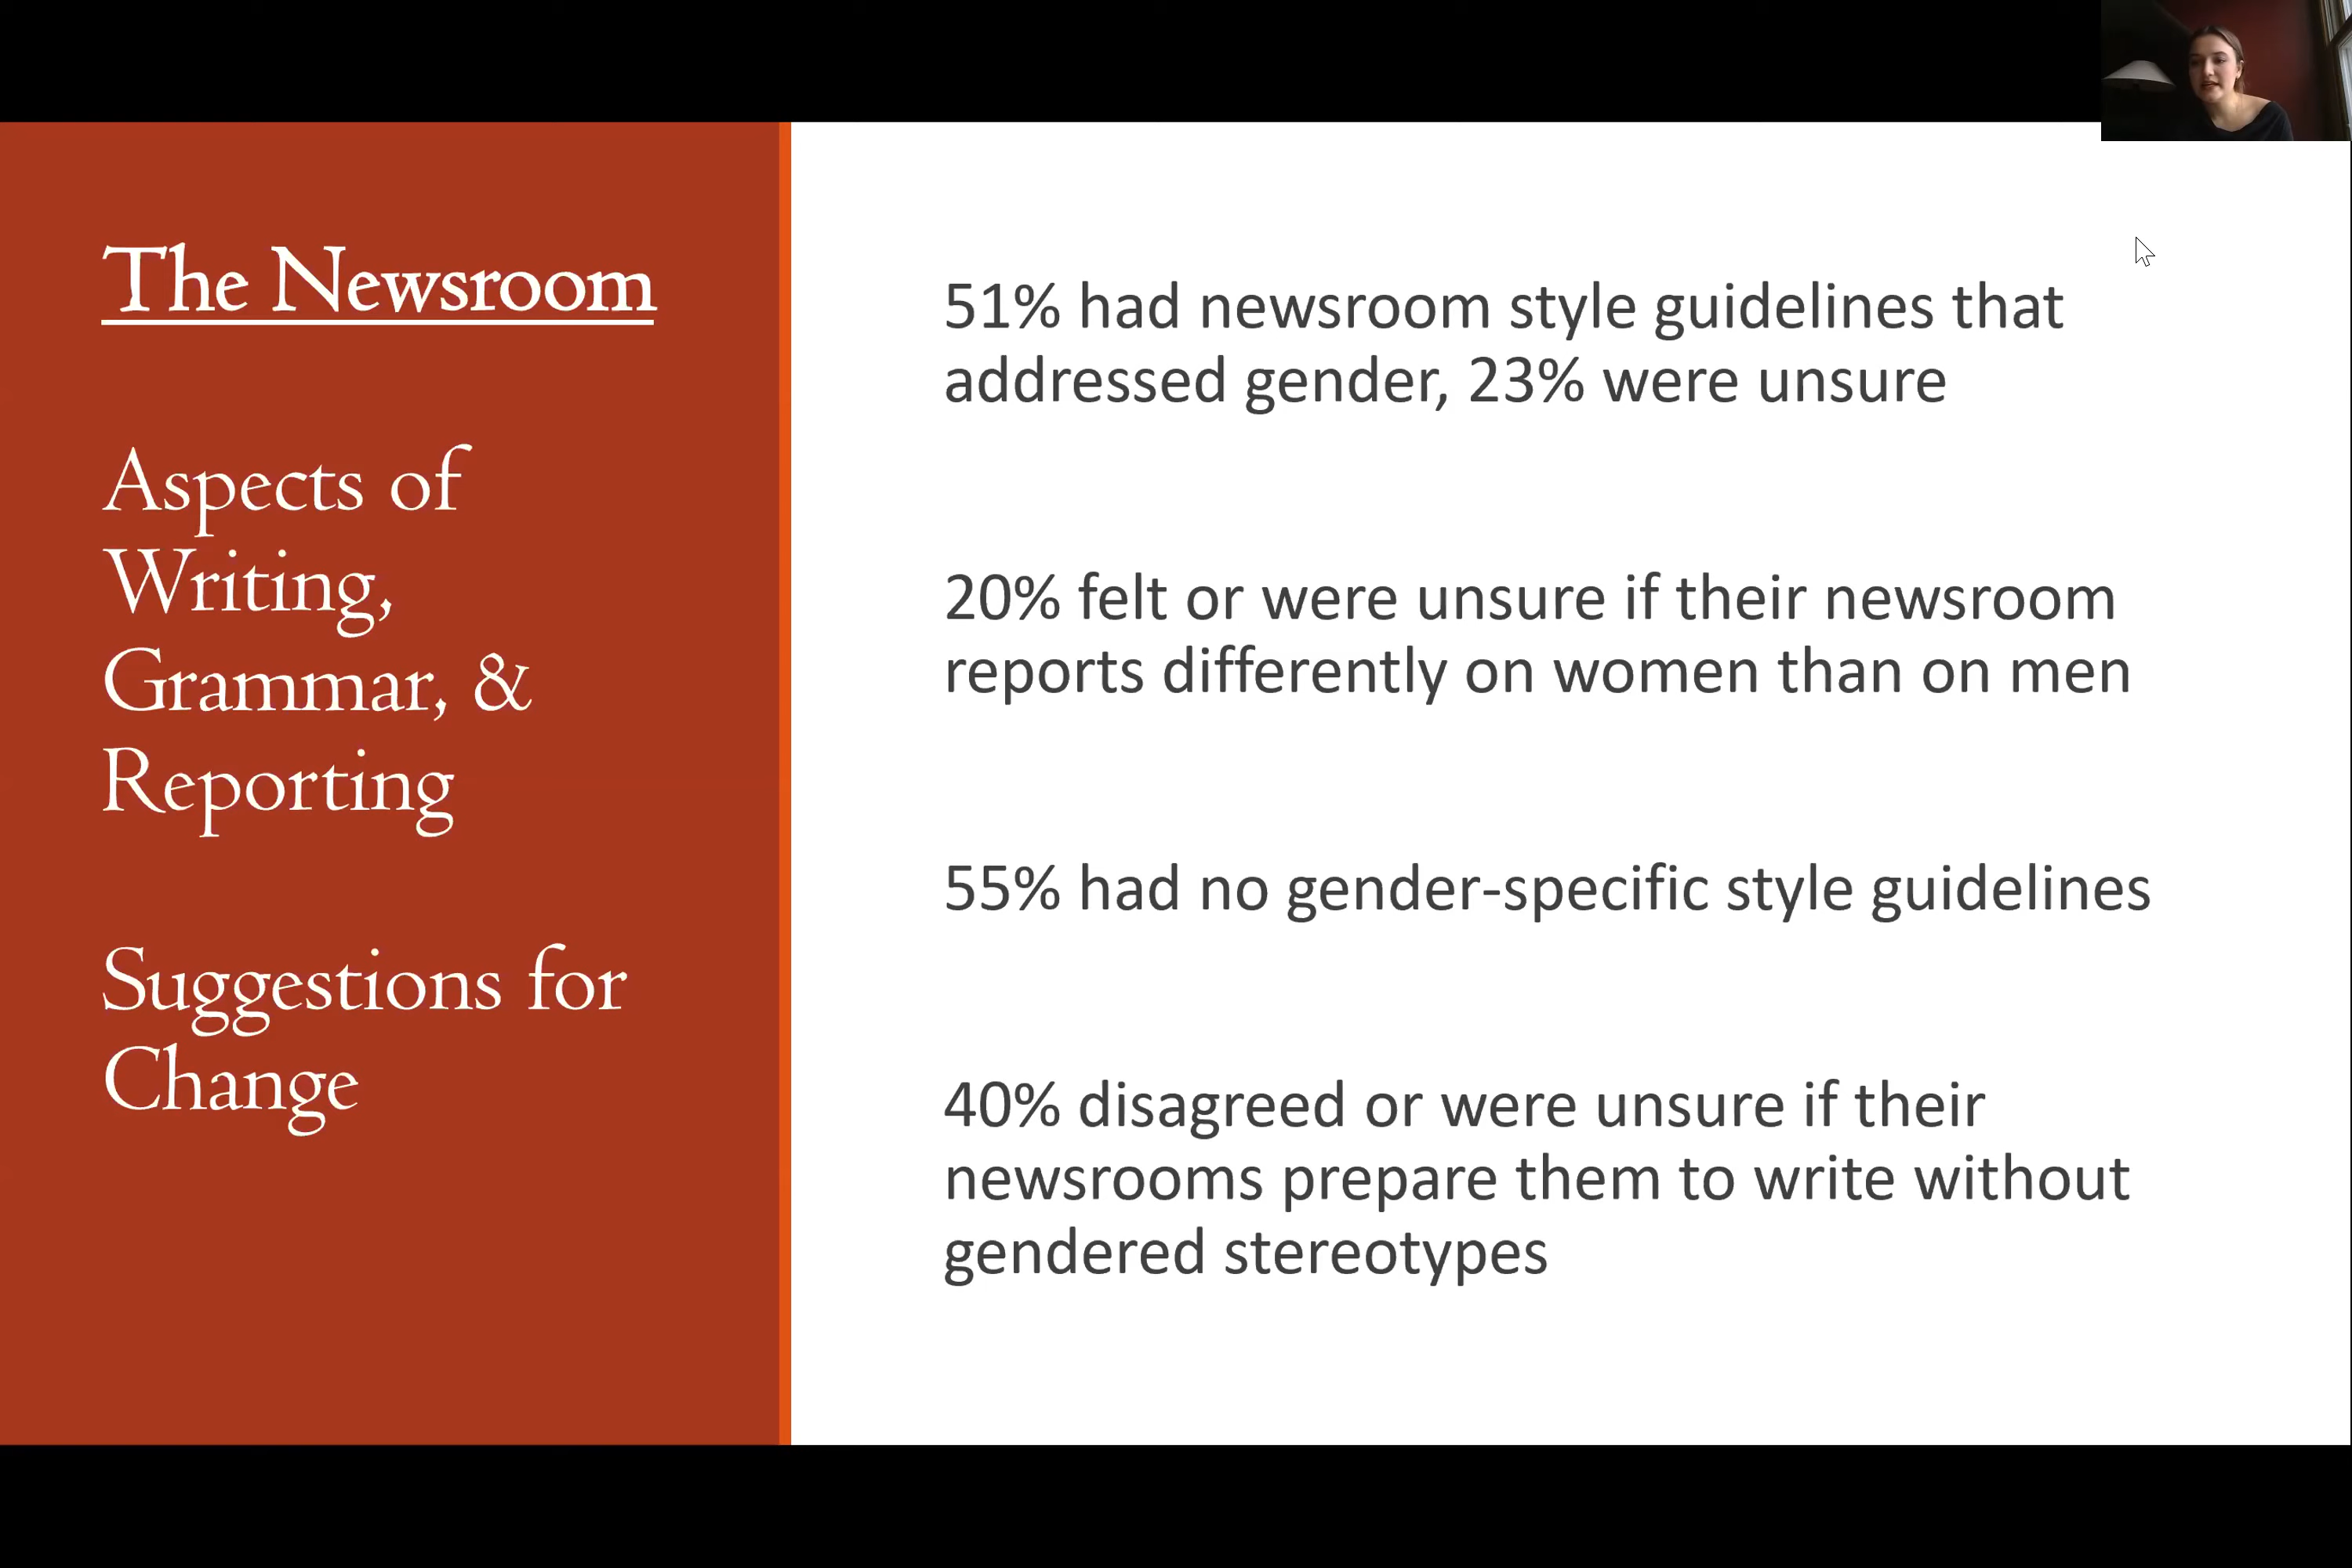 The Newsroom
Aspects of
Writing,
Grammar, &
Reporting
Suggestions for
Change
51% had newsroom style guidelines that
addressed gender, 23% were unsure
20% felt or were unsure if their newsroom
reports differently on women than on men
55% had no gender-specific style guidelines
40% disagreed or were unsure if their
newsrooms prepare them to write without
gendered stereotypes